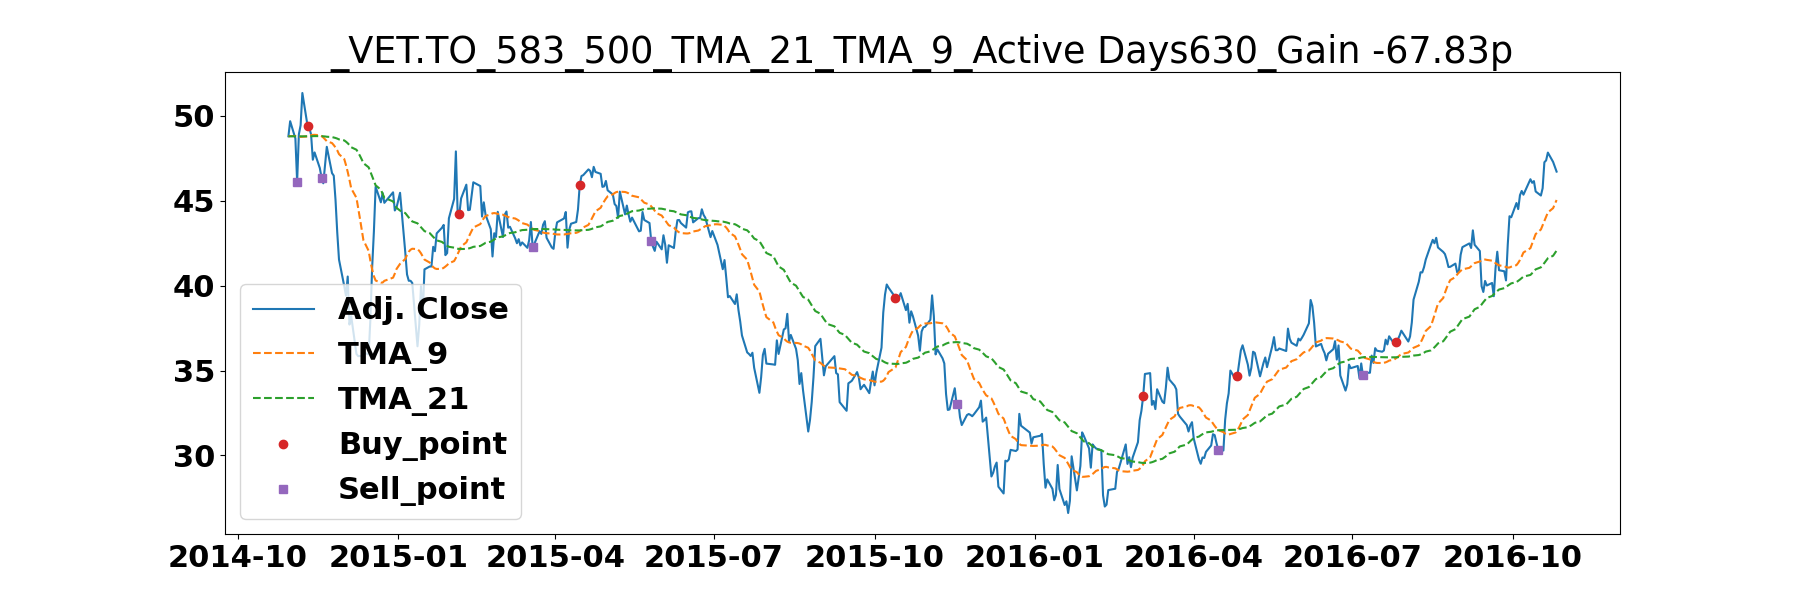 _VET.TO_583_500_TMA_21_TMA_9_Active Days630_Gain -67.83p
50
45
40
35
30
Adj. Close
TMA_9
TMA_21
Buy_point
Sell_point
2014-10 2015-01 2015-04 2015-07 2015-10 2016-01 2016-04 2016-07 2016-10